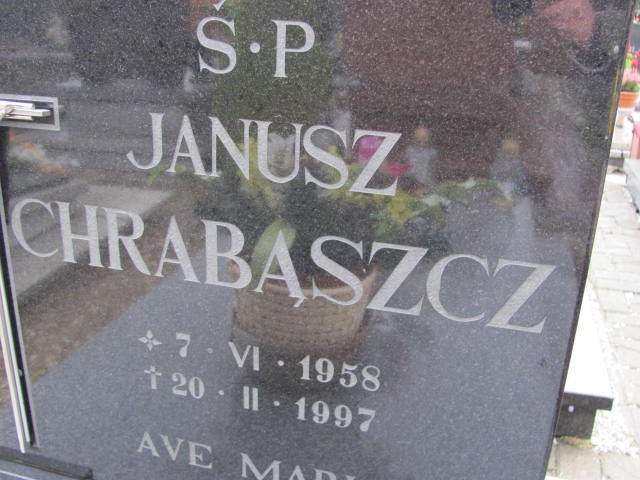 Ś·P
JANUSZ
CHRABĄSZCZ
✢ 7 · VI · 1958
† 20 · II · 1997
AVE